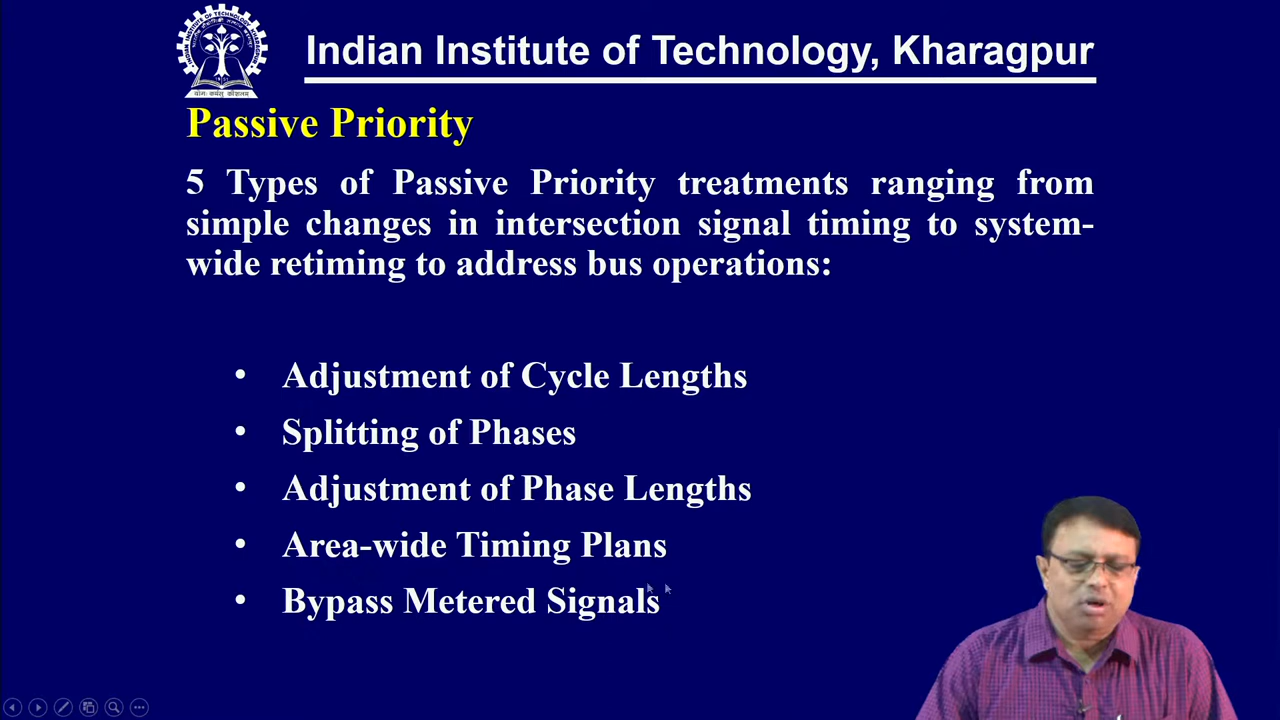 Indian Institute of Technology, Kharagpur
Passive Priority
5 Types of Passive Priority treatments ranging from
simple changes in intersection signal timing to system-
wide retiming to address bus operations:
• Adjustment of Cycle Lengths
• Splitting of Phases
• Adjustment of Phase Lengths
• Area-wide Timing Plans
• Bypass Metered Signals